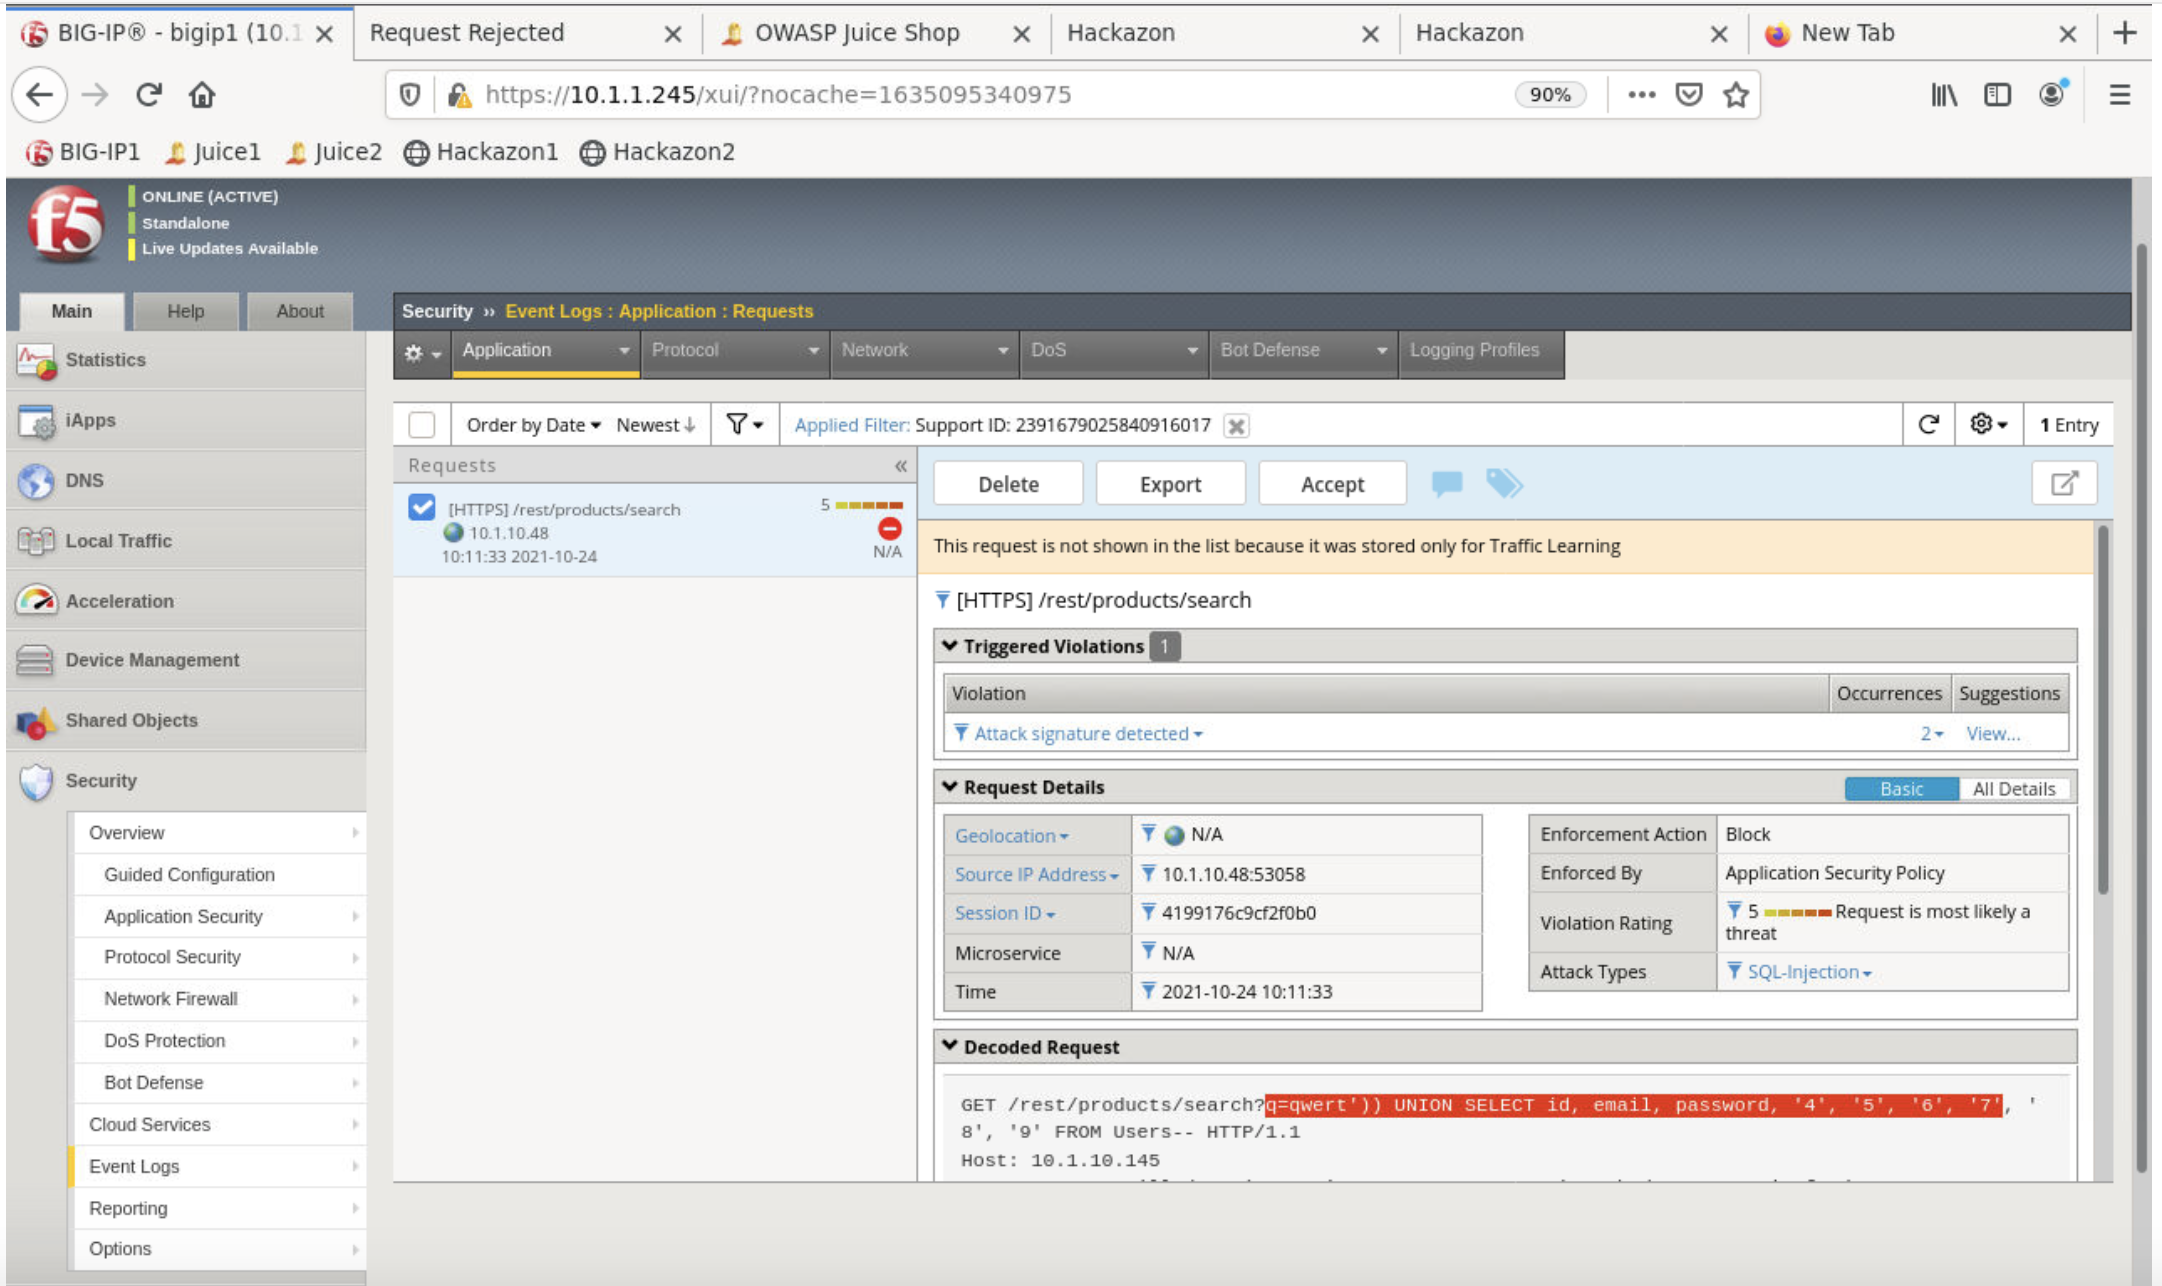 BIG-IP® - bigip1 (10.1
Request Rejected
OWASP Juice Shop
Hackazon
Hackazon
New Tab
https://10.1.1.245/xui/?nocache=1635095340975
90%
BIG-IP1
Juice1
Juice2
Hackazon1
Hackazon2
f5
ONLINE (ACTIVE)
Standalone
Live Updates Available
Main
Help
About
Security ›› Event Logs : Application : Requests
Application
Protocol
Network
DoS
Bot Defense
Logging Profiles
Statistics
iApps
DNS
Local Traffic
Acceleration
Device Management
Shared Objects
Security
Overview
Guided Configuration
Application Security
Protocol Security
Network Firewall
DoS Protection
Bot Defense
Cloud Services
Event Logs
Reporting
Options
Order by Date
Newest
Applied Filter: Support ID: 2391679025840916017
1 Entry
Requests
[HTTPS] /rest/products/search
5
10.1.10.48
10:11:33 2021-10-24
N/A
Delete
Export
Accept
This request is not shown in the list because it was stored only for Traffic Learning
[HTTPS] /rest/products/search
Triggered Violations 1
Violation
Occurrences
Suggestions
Attack signature detected
2
View...
Request Details
Basic
All Details
Geolocation
N/A
Source IP Address
10.1.10.48:53058
Session ID
4199176c9cf2f0b0
Microservice
N/A
Time
2021-10-24 10:11:33
Enforcement Action
Block
Enforced By
Application Security Policy
Violation Rating
5 Request is most likely a
threat
Attack Types
SQL-Injection
Decoded Request
GET /rest/products/search?q=qwert')) UNION SELECT id, email, password, '4', '5', '6', '7', '
8', '9' FROM Users-- HTTP/1.1
Host: 10.1.10.145